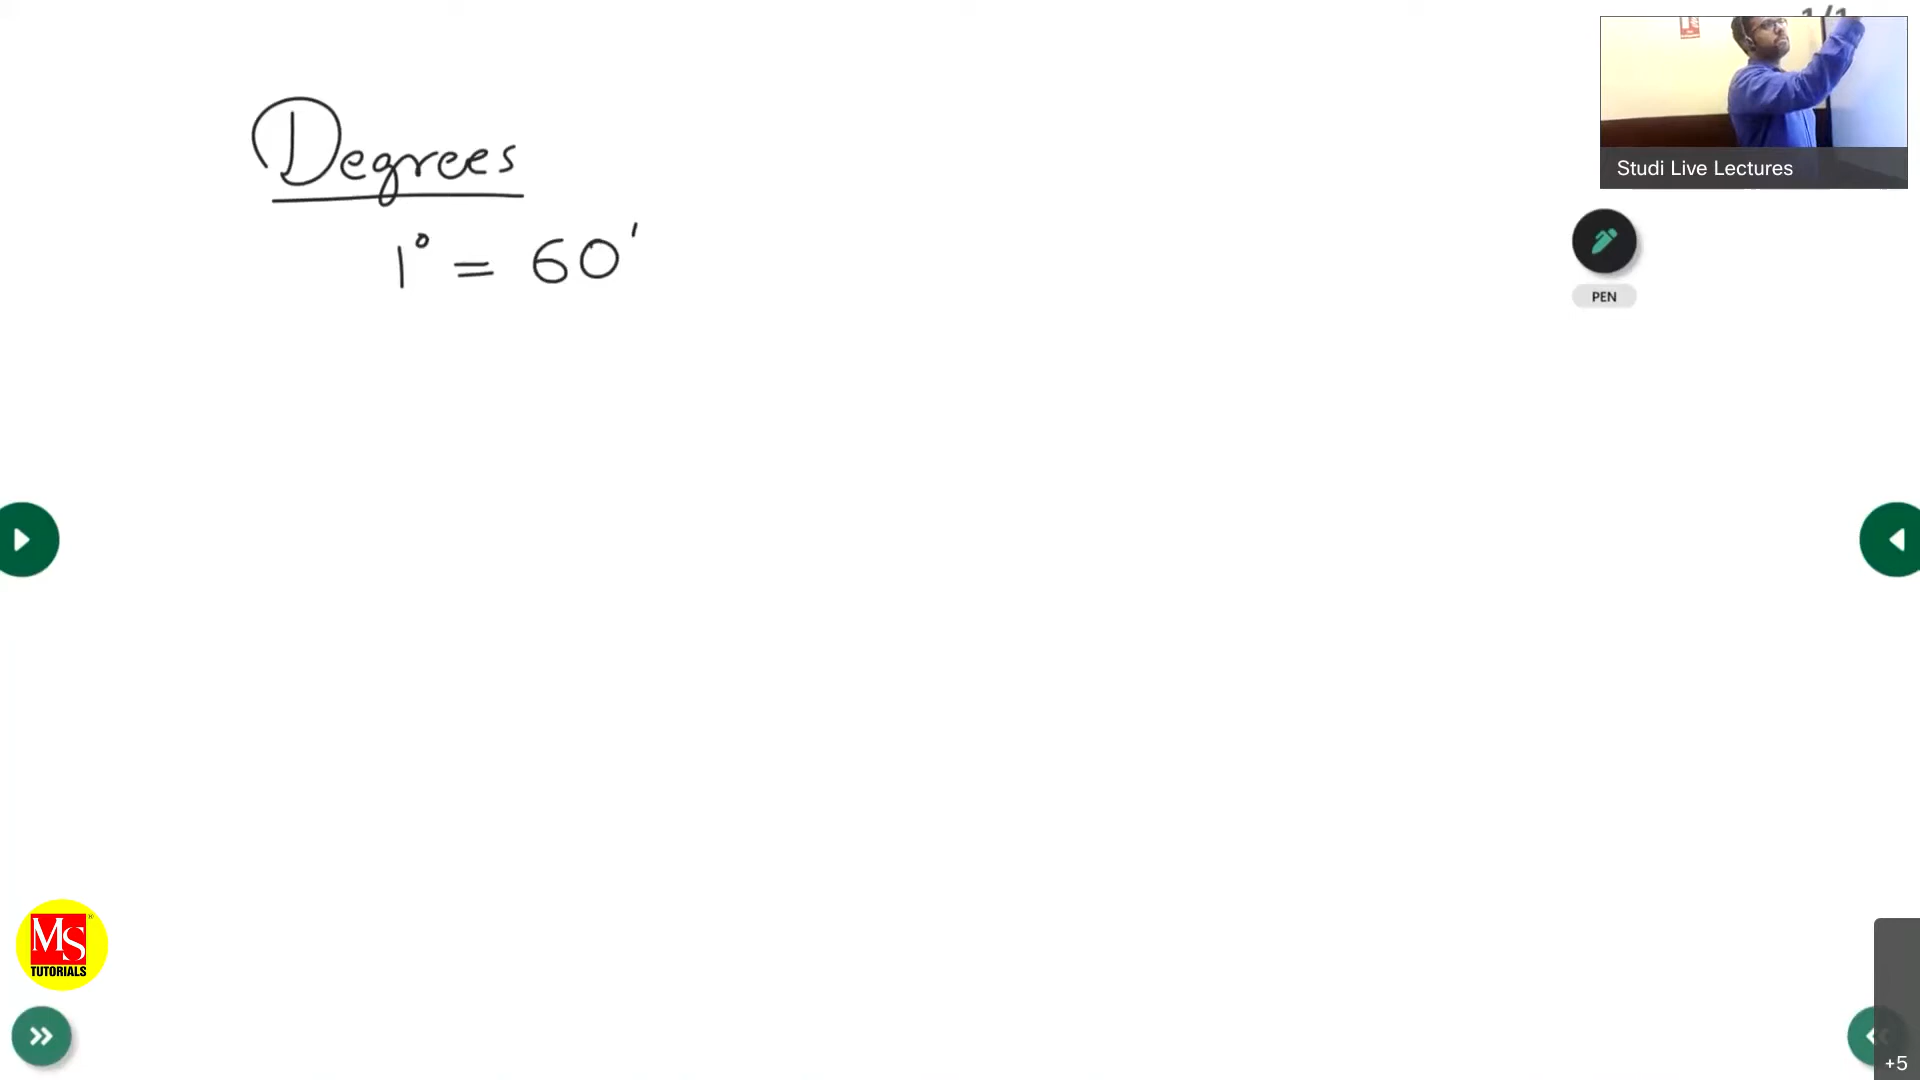 Degrees
1° = 60'
Studi Live Lectures
PEN
MS
TUTORIALS
+5